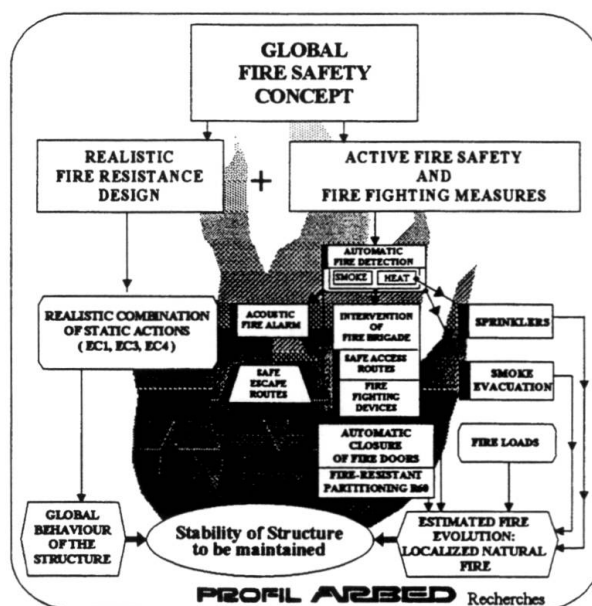 GLOBAL
FIRE SAFETY
CONCEPT
REALISTIC
FIRE RESISTANCE
DESIGN
+
ACTIVE FIRE SAFETY
AND
FIRE FIGHTING MEASURES
AUTOMATIC
FIRE DETECTION
SMOKE
HEAT
REALISTIC COMBINATION
OF STATIC ACTIONS
( EC1, EC3, EC4 )
ACOUSTIC
FIRE ALARM
INTERVENTION
OF
FIRE BRIGADE
SPRINKLERS
SAFE
ESCAPE
ROUTES
SAFE ACCESS
ROUTES
SMOKE
EVACUATION
FIRE
FIGHTING
DEVICES
AUTOMATIC
CLOSURE
OF FIRE DOORS
FIRE LOADS
FIRE-RESISTANT
PARTITIONING R60
GLOBAL
BEHAVIOUR
OF THE
STRUCTURE
Stability of Structure
to be maintained
ESTIMATED FIRE
EVOLUTION:
LOCALIZED NATURAL
FIRE
PROFIL ARBED Recherches